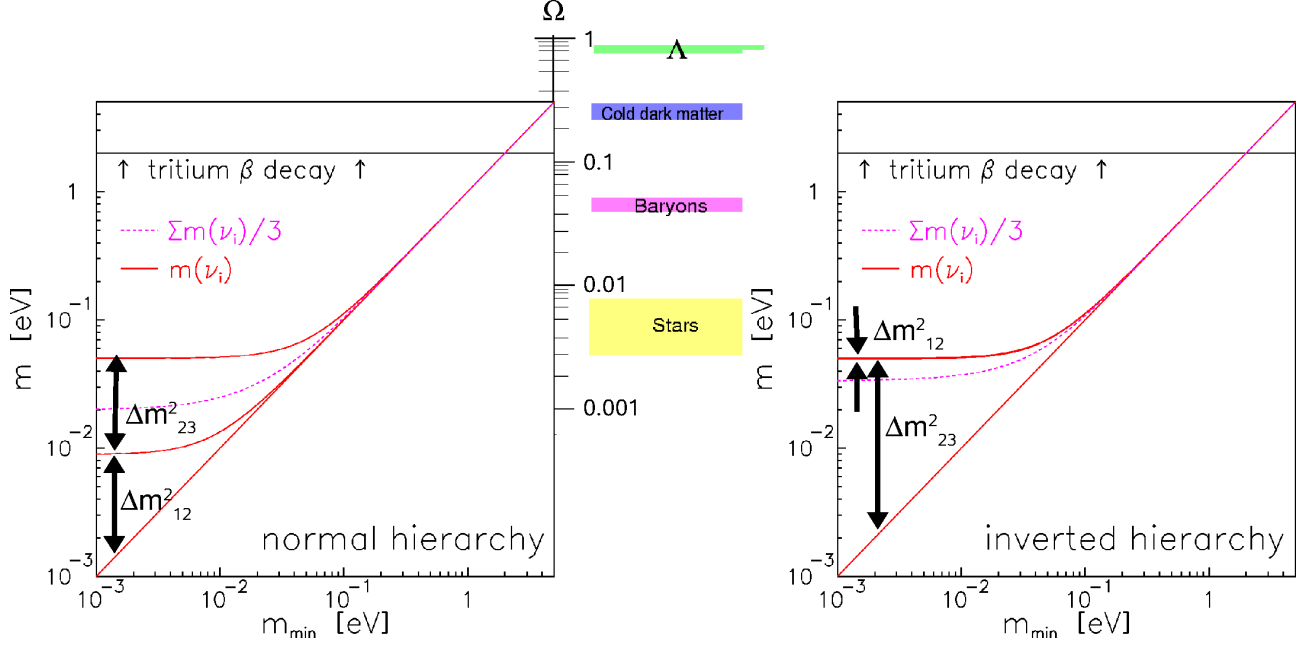 Ω
1
Λ
Cold dark matter
0.1
Baryons
0.01
Stars
0.001
↑ tritium β decay ↑
Σm(νᵢ)/3
m(νᵢ)
1
10⁻¹
10⁻²
10⁻³
m [eV]
Δm²₂₃
Δm²₁₂
normal hierarchy
10⁻³ 10⁻² 10⁻¹ 1
mₘᵢₙ [eV]
↑ tritium β decay ↑
Σm(νᵢ)/3
m(νᵢ)
1
10⁻¹
10⁻²
10⁻³
m [eV]
Δm²₁₂
Δm²₂₃
inverted hierarchy
10⁻³ 10⁻² 10⁻¹ 1
mₘᵢₙ [eV]